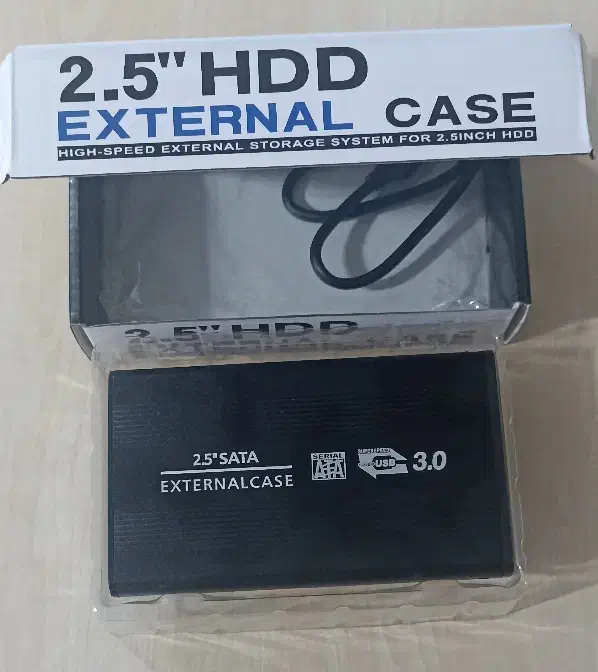 2.5" HDD
EXTERNAL CASE
HIGH-SPEED EXTERNAL STORAGE SYSTEM FOR 2.5INCH HDD
2.5" HDD
2.5" SATA
EXTERNALCASE
SERIAL
ATA
SUPERSPEED
USB
3.0